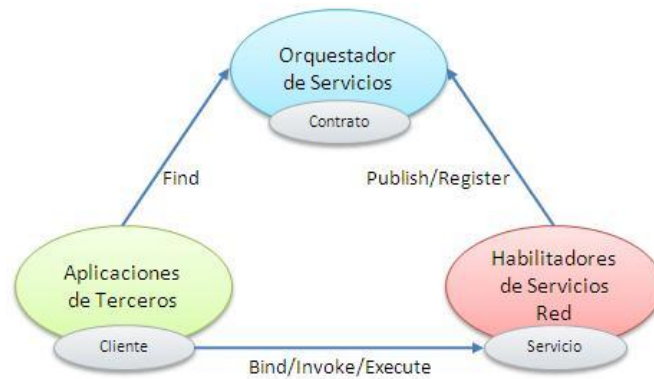 Orquestador
de Servicios
Contrato
Find
Publish/Register
Aplicaciones
de Terceros
Cliente
Habilitadores
de Servicios
Red
Servicio
Bind/Invoke/Execute